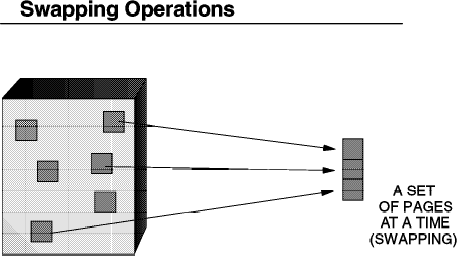 Swapping Operations
A SET
OF PAGES
AT A TIME
(SWAPPING)